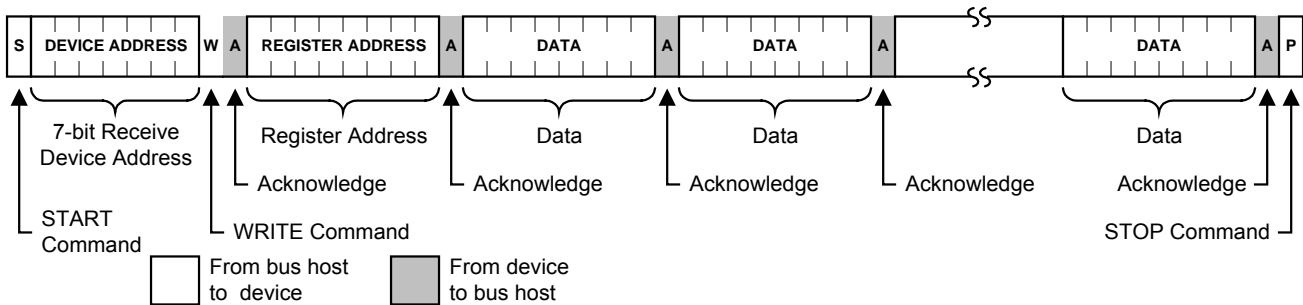 S DEVICE ADDRESS W A REGISTER ADDRESS A DATA A DATA A DATA A P
7-bit Receive
Device Address
Register Address
Data
Data
Data
Acknowledge
Acknowledge
Acknowledge
Acknowledge
Acknowledge
START
Command
WRITE Command
STOP Command
From bus host
to device
From device
to bus host